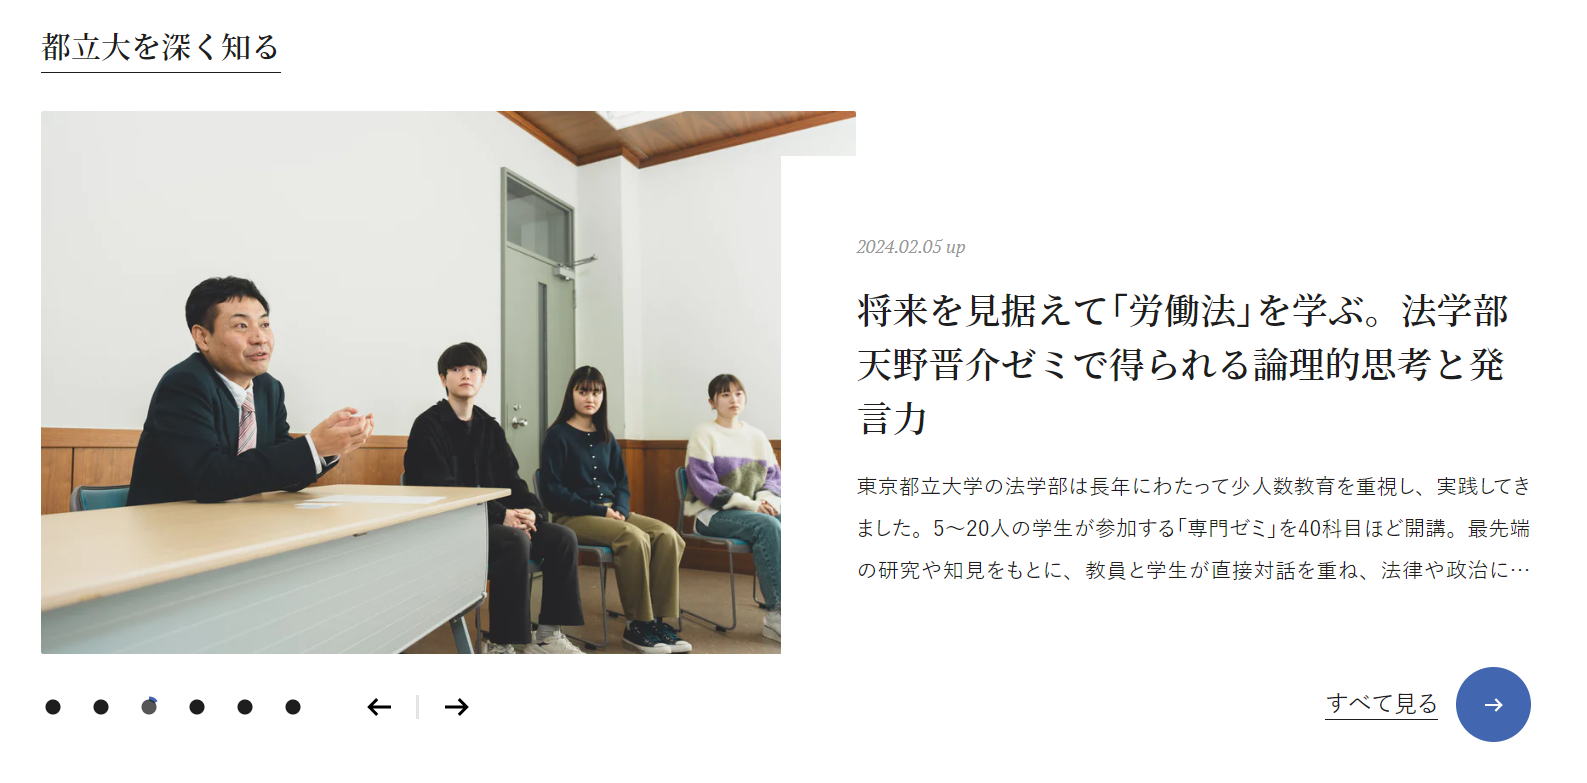 都立大を深く知る
2024.02.05 up
将来を見据えて「労働法」を学ぶ。法学部
天野晋介ゼミで得られる論理的思考と発
言力
東京都立大学の法学部は長年にわたって少人数教育を重視し、実践してき
ました。5〜20人の学生が参加する「専門ゼミ」を40科目ほど開講。最先端
の研究や知見をもとに、教員と学生が直接対話を重ね、法律や政治に…
すべて見る